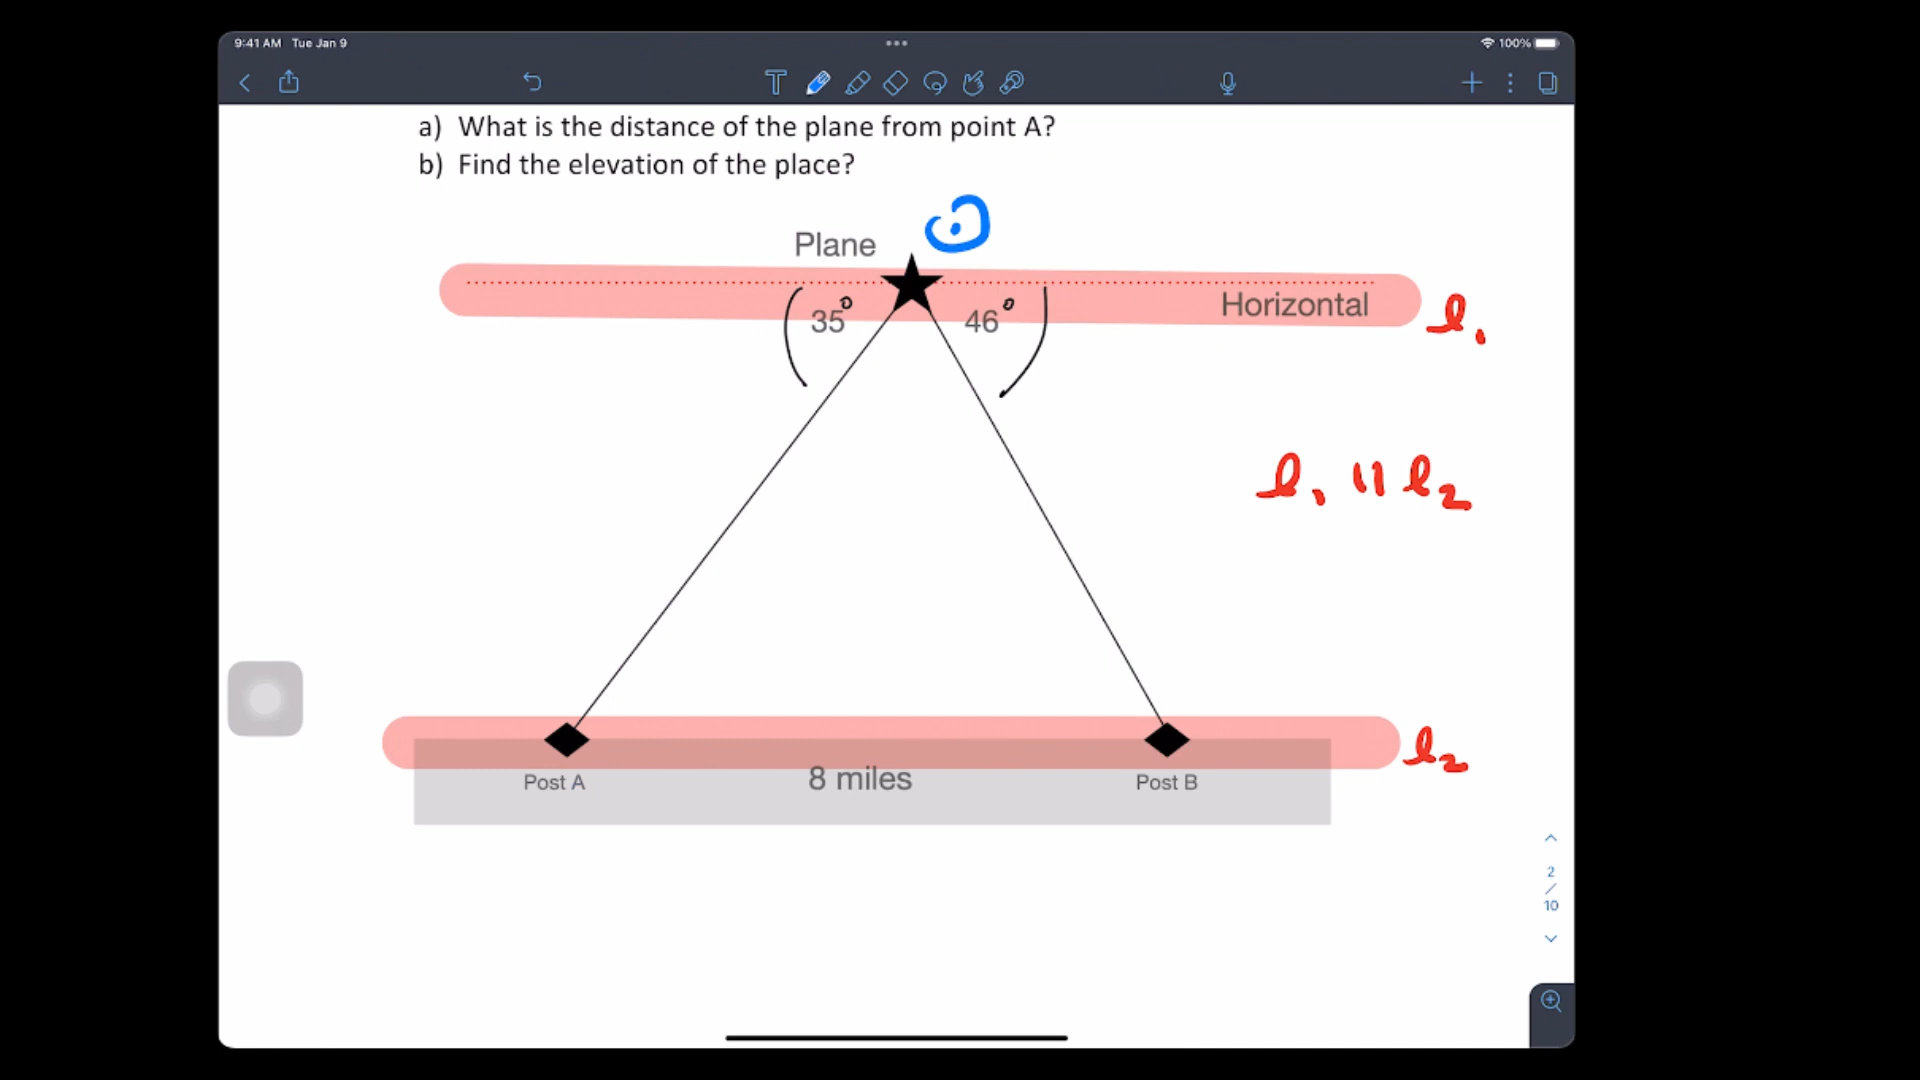 9:41 AM Tue Jan 9
100%
a) What is the distance of the plane from point A?
b) Find the elevation of the place?
Plane
35° 46°
Horizontal
l₁
l₁ || l₂
l₂
Post A
8 miles
Post B
2
/
10